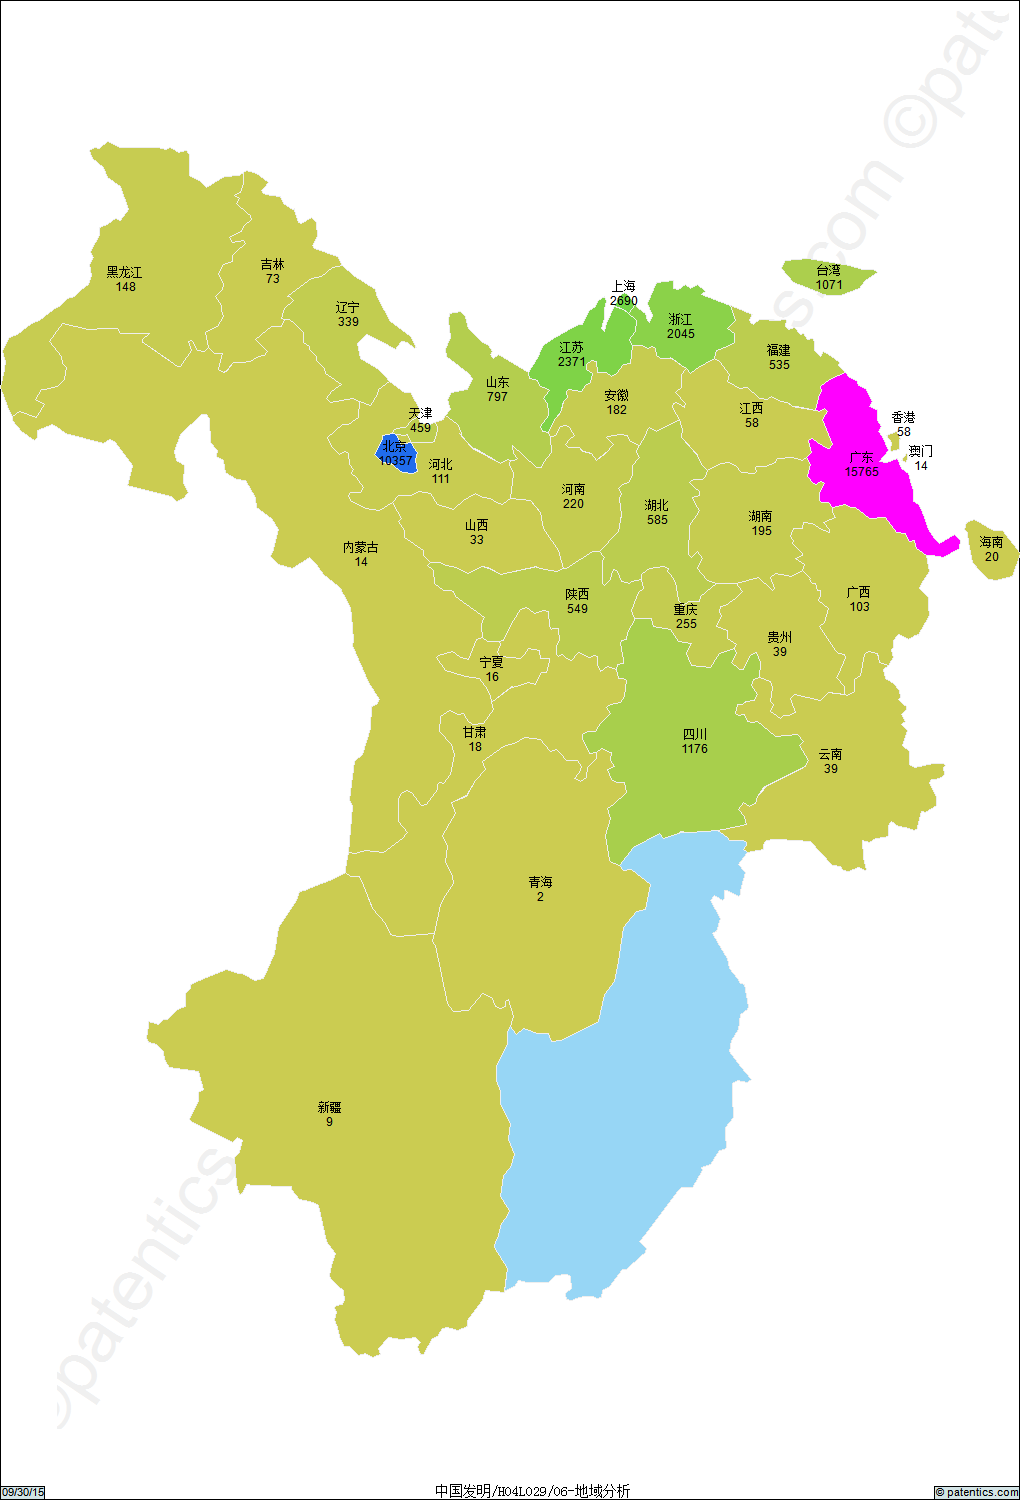 ©patentics.com ©patentics.com
黑龙江
148
吉林
73
辽宁
339
上海
2690
台湾
1071
浙江
2045
江苏
2371
福建
535
山东
797
安徽
182
江西
58
天津
459
香港
58
北京
10357
河北
111
广东
15765
澳门
14
河南
220
湖北
585
湖南
195
山西
33
内蒙古
14
海南
20
陕西
549
重庆
255
广西
103
贵州
39
宁夏
16
甘肃
18
四川
1176
云南
39
青海
2
新疆
9
09/30/15
中国发明/H04L029/06-地域分析
© patentics.com